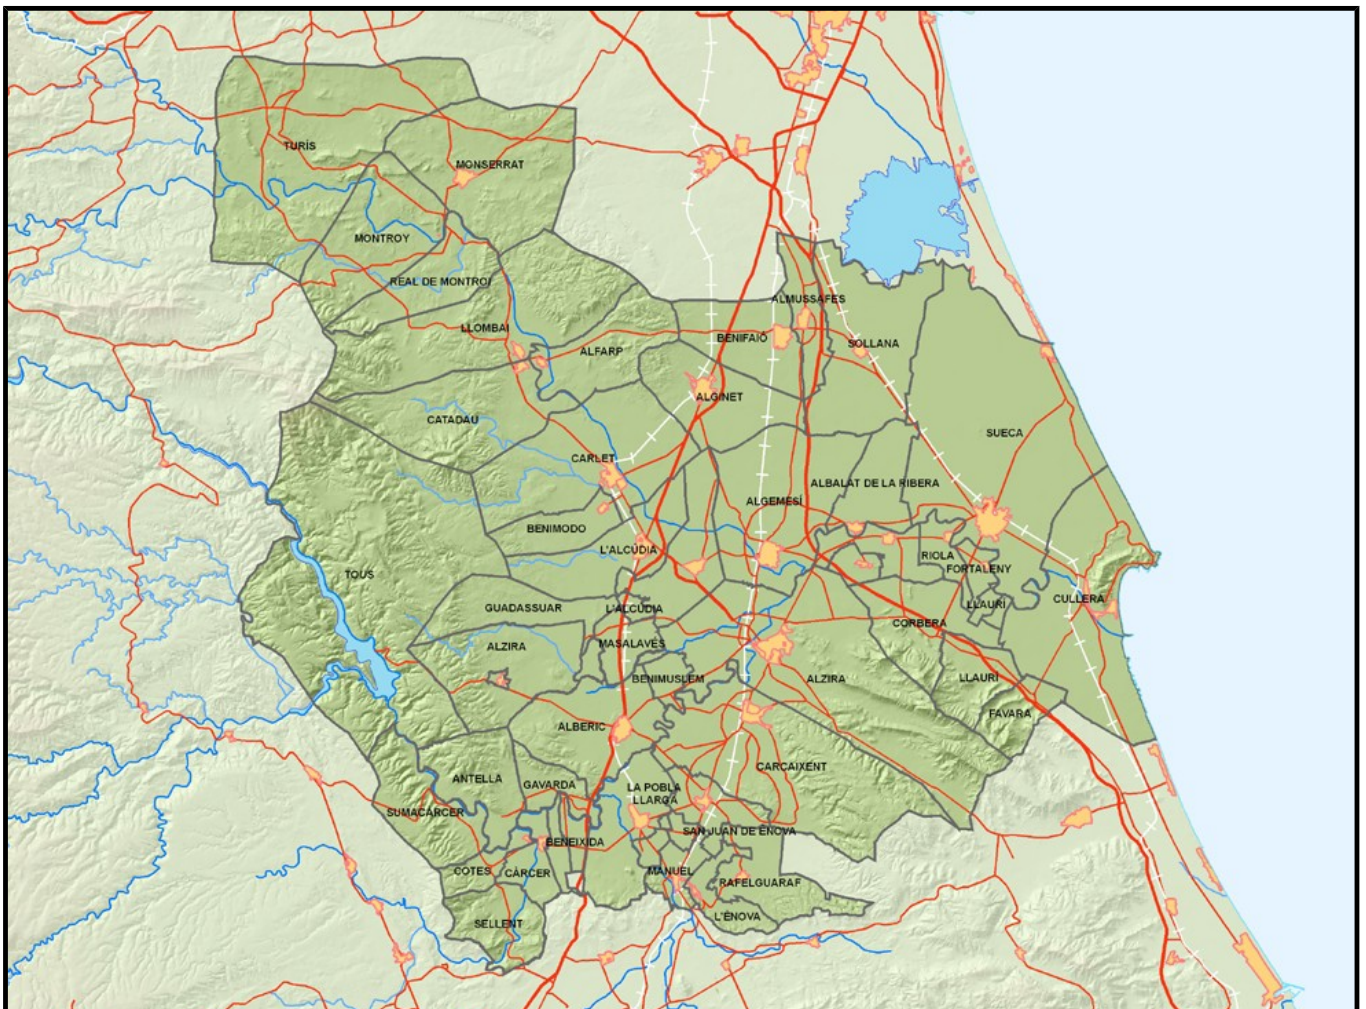 TURÍS
MONSERRAT
MONTROY
REAL DE MONTROI
ALMUSSAFES
LLOMBAI
BENIFAIÓ
SOLLANA
ALFARP
ALGINET
CATADAU
SUECA
CARLET
ALBALAT DE LA RIBERA
ALGEMESÍ
BENIMODO
L'ALCÚDIA
RIOLA
FORTALENY
TOUS
CULLERA
LLAURÍ
GUADASSUAR
L'ALCÚDIA
CORBERA
MASALAVÉS
ALZIRA
BENIMUSLEM
ALZIRA
LLAURÍ
FAVARA
ALBERIC
CARCAIXENT
ANTELLA
GAVARDA
LA POBLA
LLARGA
SUMACÀRCER
SAN JUAN DE ÉNOVA
BENEIXIDA
COTES
CÀRCER
MANUEL
RAFELGUARAF
L'ÈNOVA
SELLENT